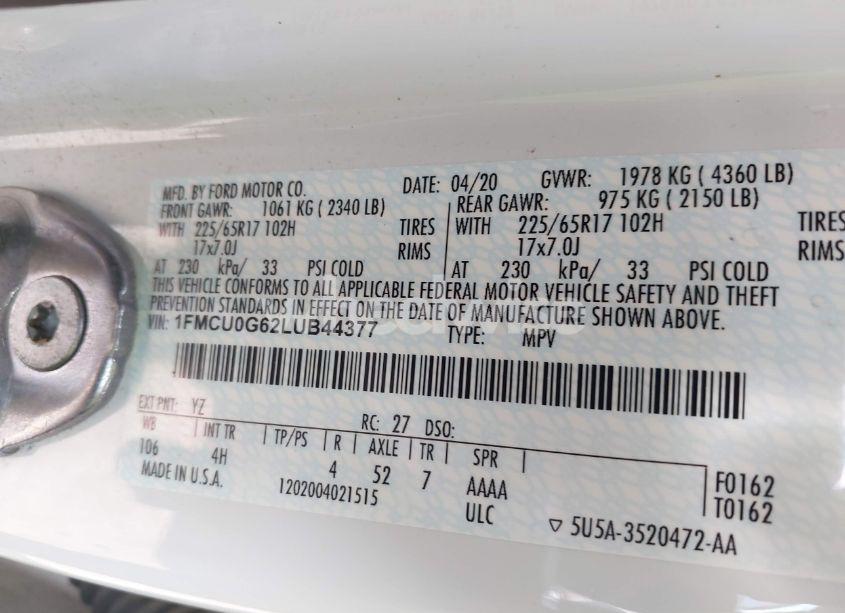 MFD. BY FORD MOTOR CO. DATE: 04/20 GVWR: 1978 KG ( 4360 LB)
FRONT GAWR: 1061 KG ( 2340 LB) REAR GAWR: 975 KG ( 2150 LB)
WITH 225/65R17 102H TIRES WITH 225/65R17 102H TIRES
17x7.0J RIMS 17x7.0J RIMS
AT 230 kPa/ 33 PSI COLD AT 230 kPa/ 33 PSI COLD
THIS VEHICLE CONFORMS TO ALL APPLICABLE FEDERAL MOTOR VEHICLE SAFETY AND THEFT
PREVENTION STANDARDS IN EFFECT ON THE DATE OF MANUFACTURE SHOWN ABOVE.
VIN: 1FMCU0G62LUB44377 TYPE: MPV
EXT PNT: YZ RC: 27 DSO:
WB INT TR TP/PS R AXLE TR SPR
106 4H 4 52 7 AAAA F0162
MADE IN U.S.A. 1202004021515 ULC T0162
5U5A-3520472-AA